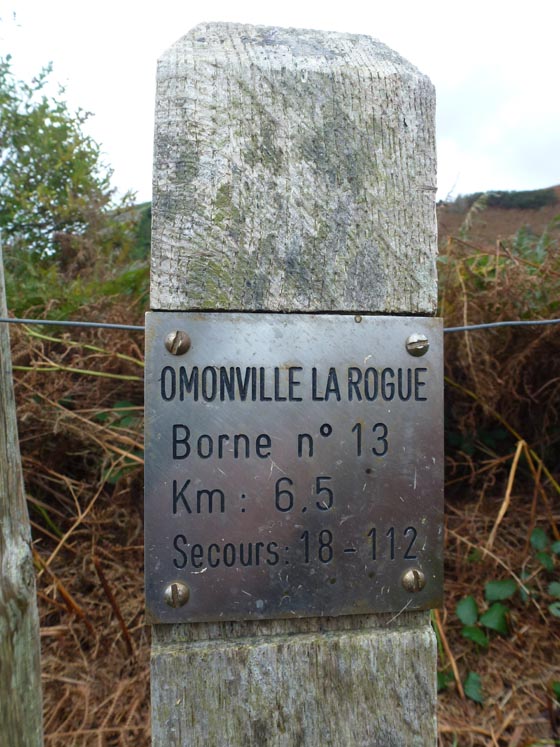 OMONVILLE LA ROGUE
Borne n° 13
Km : 6.5
Secours: 18 - 112